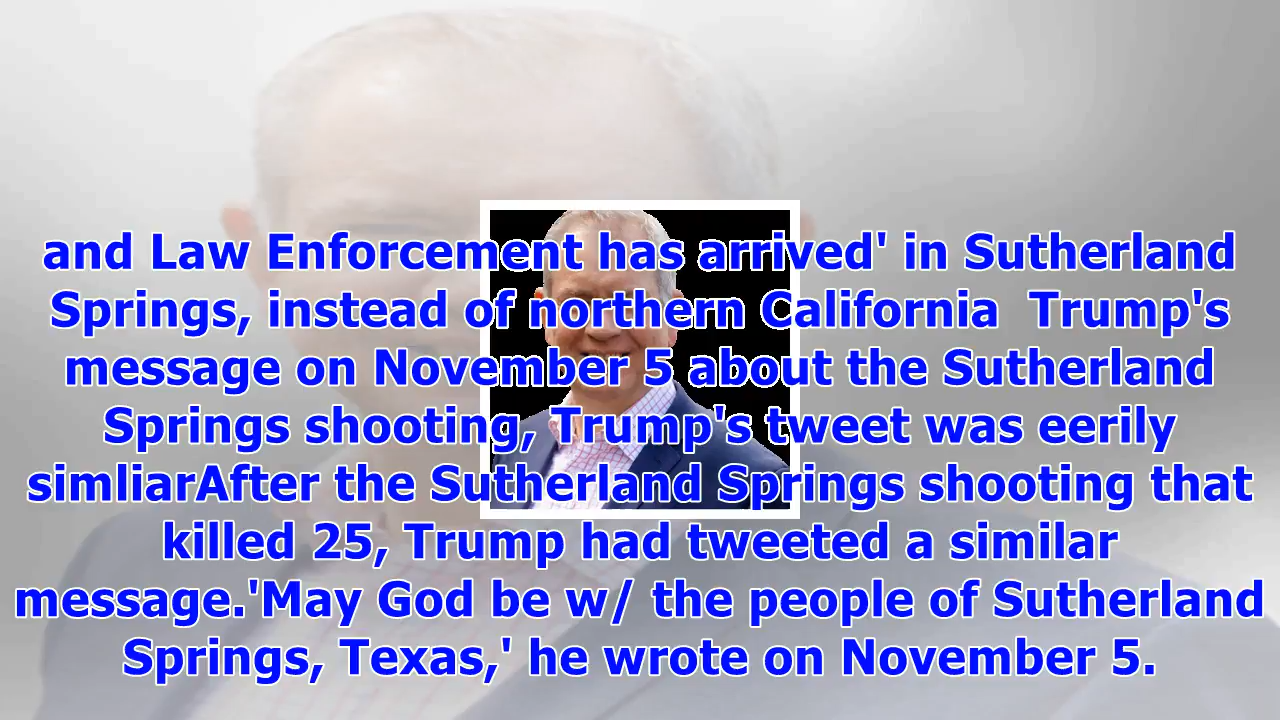 and Law Enforcement has arrived' in Sutherland
Springs, instead of northern California  Trump's
message on November 5 about the Sutherland
Springs shooting, Trump's tweet was eerily
simliarAfter the Sutherland Springs shooting that
killed 25, Trump had tweeted a similar
message.'May God be w/ the people of Sutherland
Springs, Texas,' he wrote on November 5.